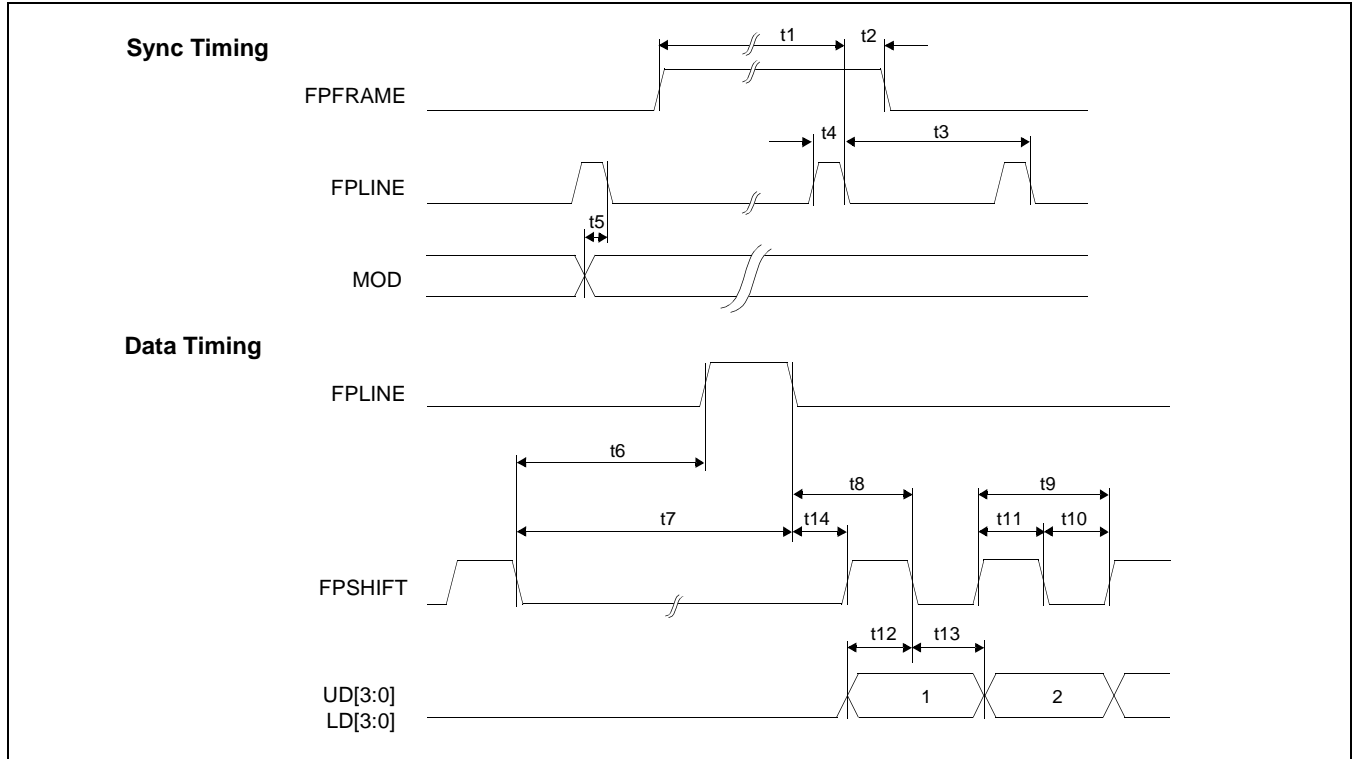 Sync Timing
t1
t2
FPFRAME
t4
t3
FPLINE
t5
MOD
Data Timing
FPLINE
t6
t8
t9
t7
t14
t11
t10
FPSHIFT
t12
t13
UD[3:0]
1
2
LD[3:0]